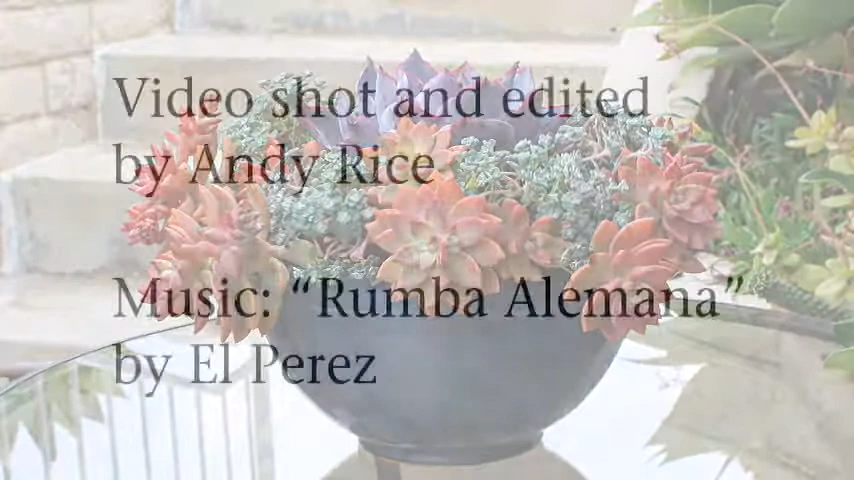 Video shot and edited
by Andy Rice
Music: “Rumba Alemana”
by El Perez